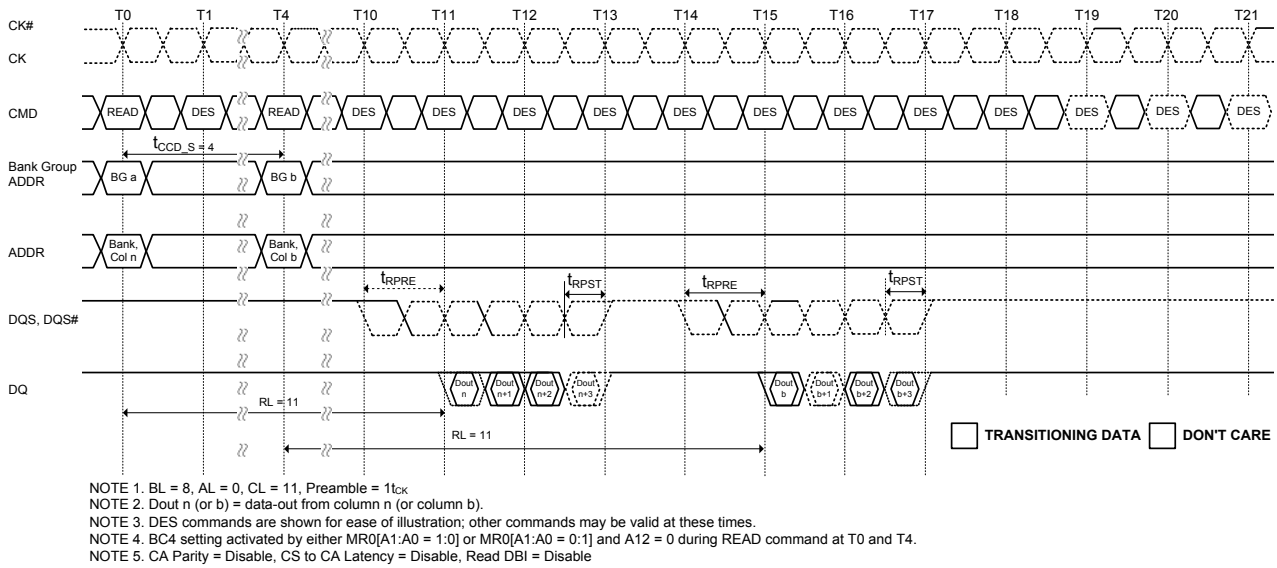 T0 T1 T4 T10 T11 T12 T13 T14 T15 T16 T17 T18 T19 T20 T21
CK#
CK
CMD
READ DES READ DES DES DES DES DES DES DES DES DES DES DES DES
tCCD_S = 4
Bank Group
ADDR
BG a BG b
ADDR
Bank,
Col n
Bank,
Col b
tRPRE tRPST tRPRE tRPST
DQS, DQS#
DQ
Dout
n
Dout
n+1
Dout
n+2
Dout
n+3
Dout
b
Dout
b+1
Dout
b+2
Dout
b+3
RL = 11
RL = 11
TRANSITIONING DATA DON'T CARE
NOTE 1. BL = 8, AL = 0, CL = 11, Preamble = 1tCK
NOTE 2. Dout n (or b) = data-out from column n (or column b).
NOTE 3. DES commands are shown for ease of illustration; other commands may be valid at these times.
NOTE 4. BC4 setting activated by either MR0[A1:A0 = 1:0] or MR0[A1:A0 = 0:1] and A12 = 0 during READ command at T0 and T4.
NOTE 5. CA Parity = Disable, CS to CA Latency = Disable, Read DBI = Disable